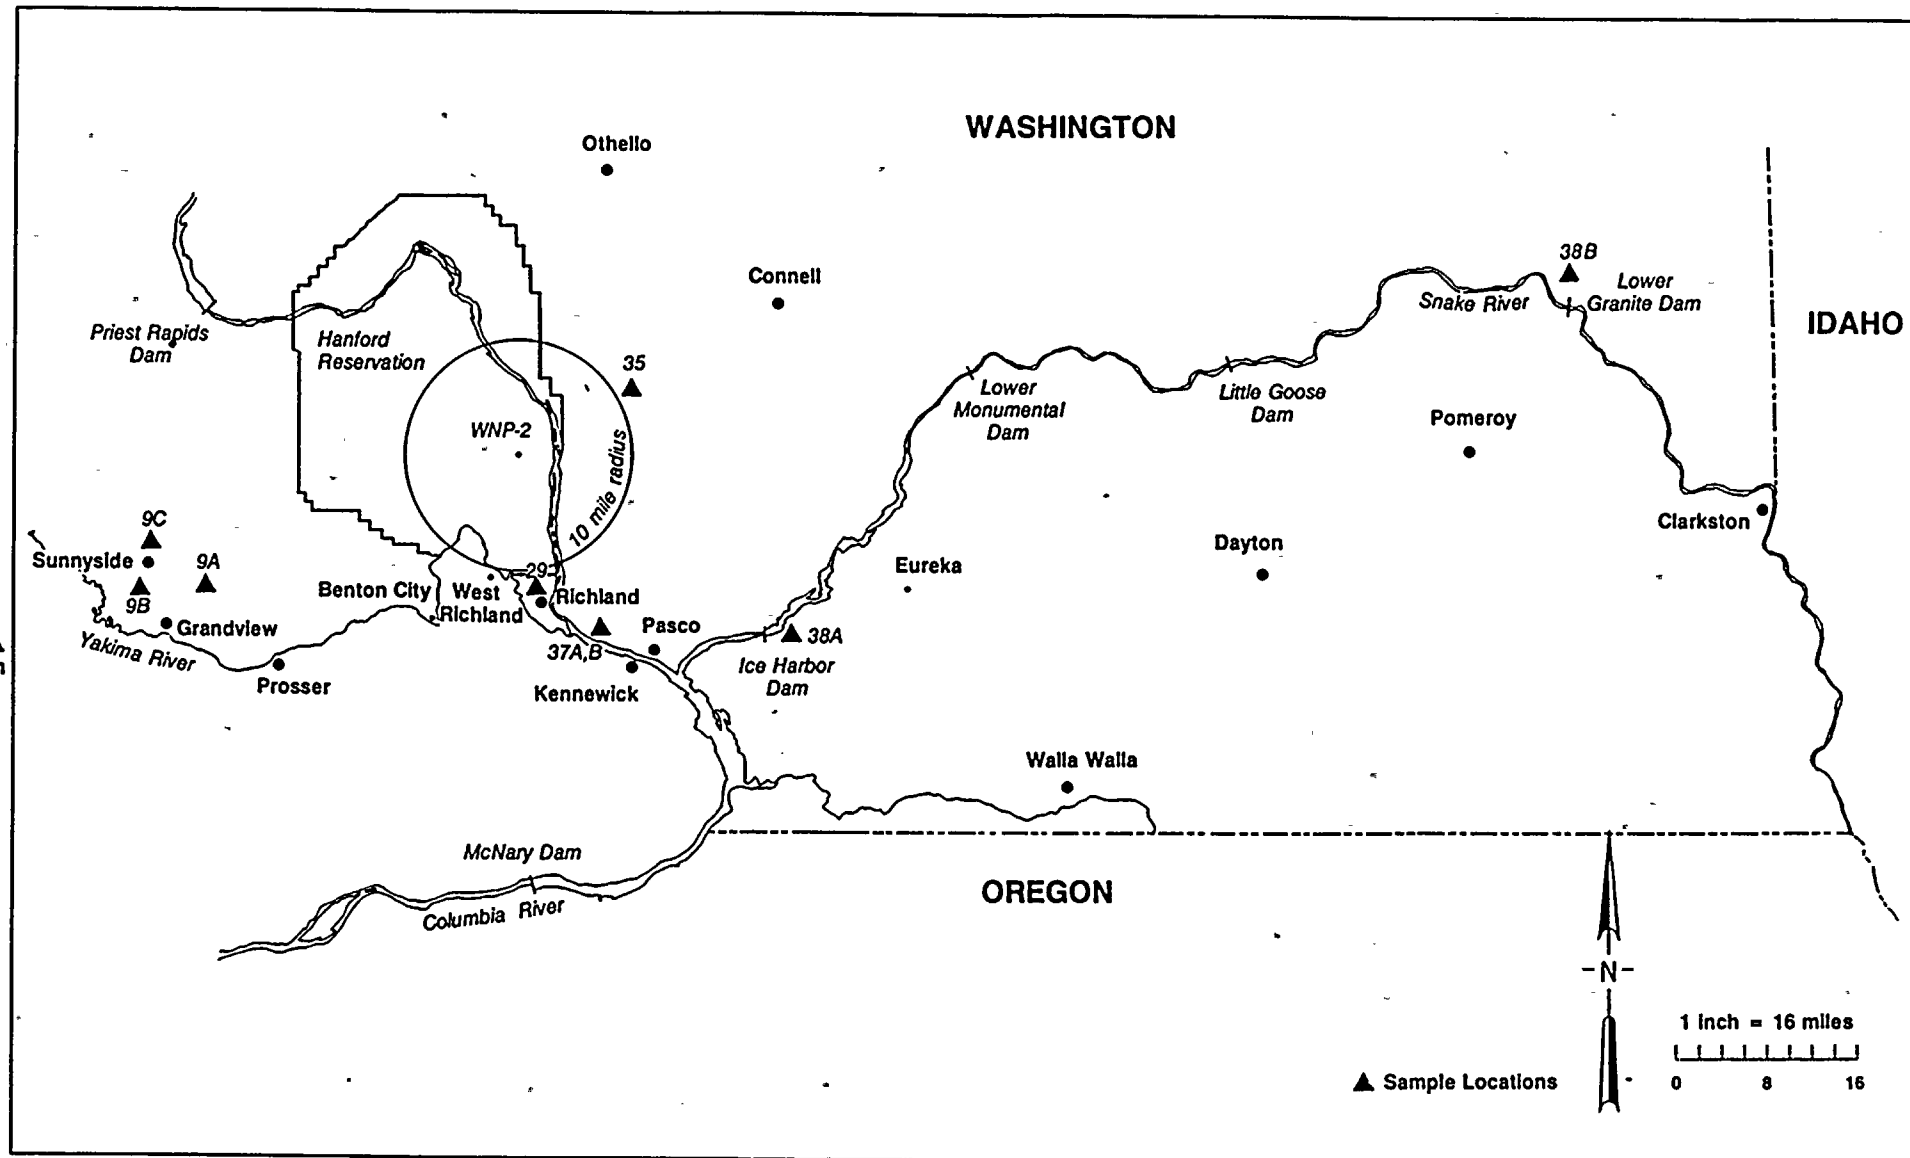 WASHINGTON
Othello
Connell
38B
Lower
Granite Dam
Snake River
IDAHO
Priest Rapids
Dam
Hanford
Reservation
35
WNP-2
10 mile radius
Lower
Monumental
Dam
Little Goose
Dam
Pomeroy
Clarkston
9C
Sunnyside
9A
9B
Grandview
Yakima River
Prosser
Benton City
West
Richland
29
Richland
Pasco
37A,B
Kennewick
38A
Ice Harbor
Dam
Eureka
Dayton
Walla Walla
McNary Dam
Columbia River
OREGON
-N-
1 inch = 16 miles
0 8 16
▲ Sample Locations